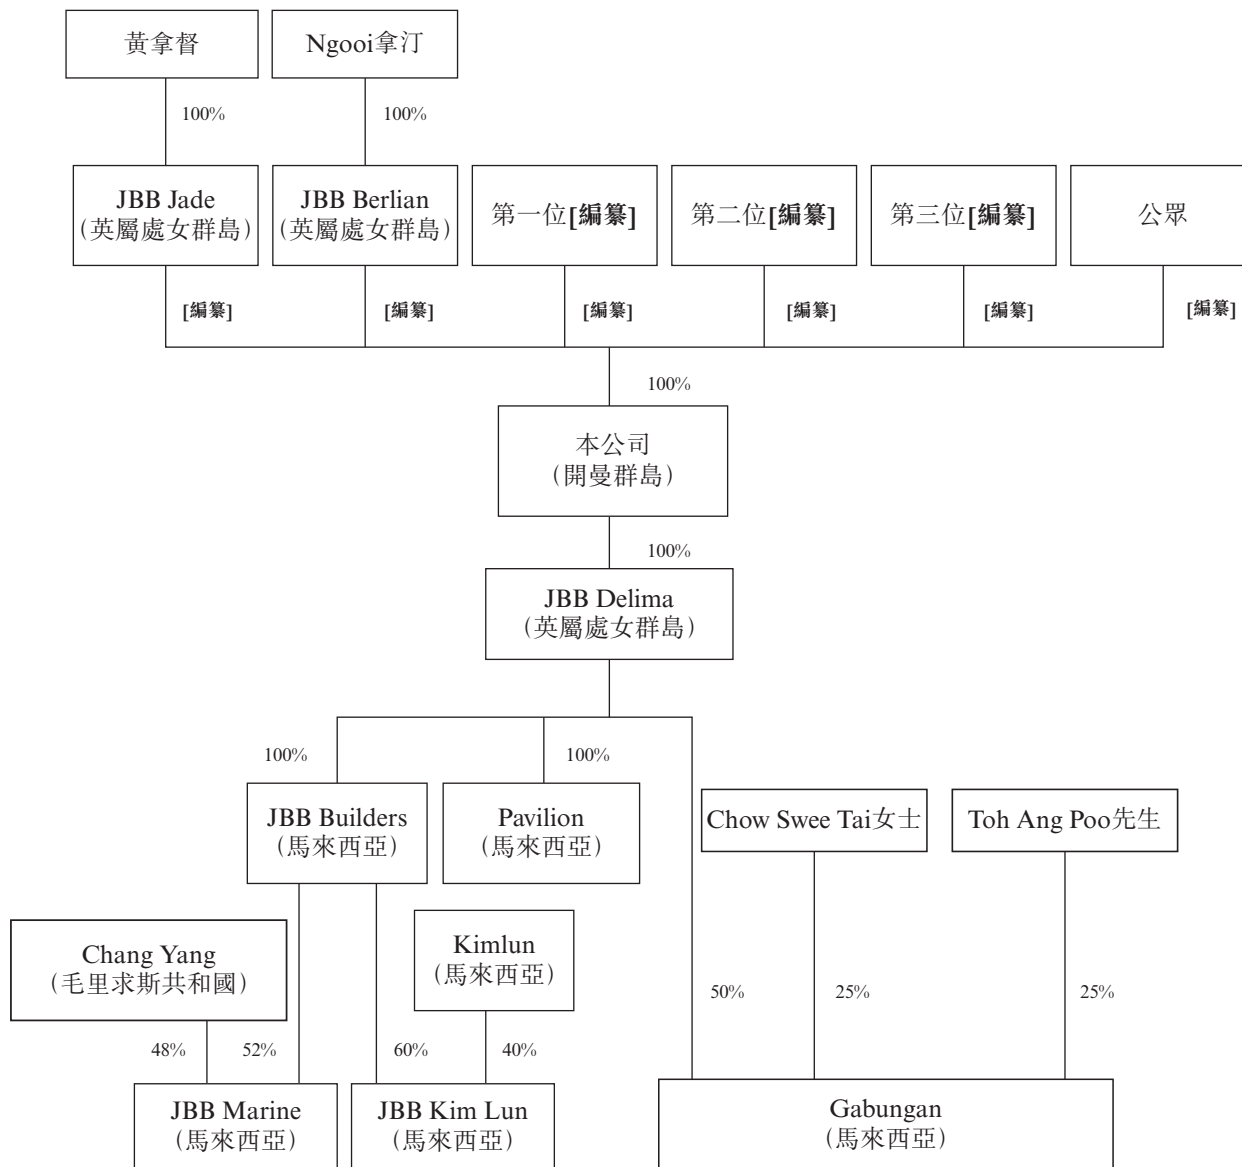 黃拿督
Ngooi拿汀
100%
100%
JBB Jade
（英屬處女群島）
JBB Berlian
（英屬處女群島）
第一位[編纂]
第二位[編纂]
第三位[編纂]
公眾
[編纂]
[編纂]
[編纂]
[編纂]
[編纂]
[編纂]
100%
本公司
（開曼群島）
100%
JBB Delima
（英屬處女群島）
100%
100%
JBB Builders
（馬來西亞）
Pavilion
（馬來西亞）
Chow Swee Tai女士
Toh Ang Poo先生
Chang Yang
（毛里求斯共和國）
Kimlun
（馬來西亞）
50%
25%
25%
48%
52%
60%
40%
JBB Marine
（馬來西亞）
JBB Kim Lun
（馬來西亞）
Gabungan
（馬來西亞）